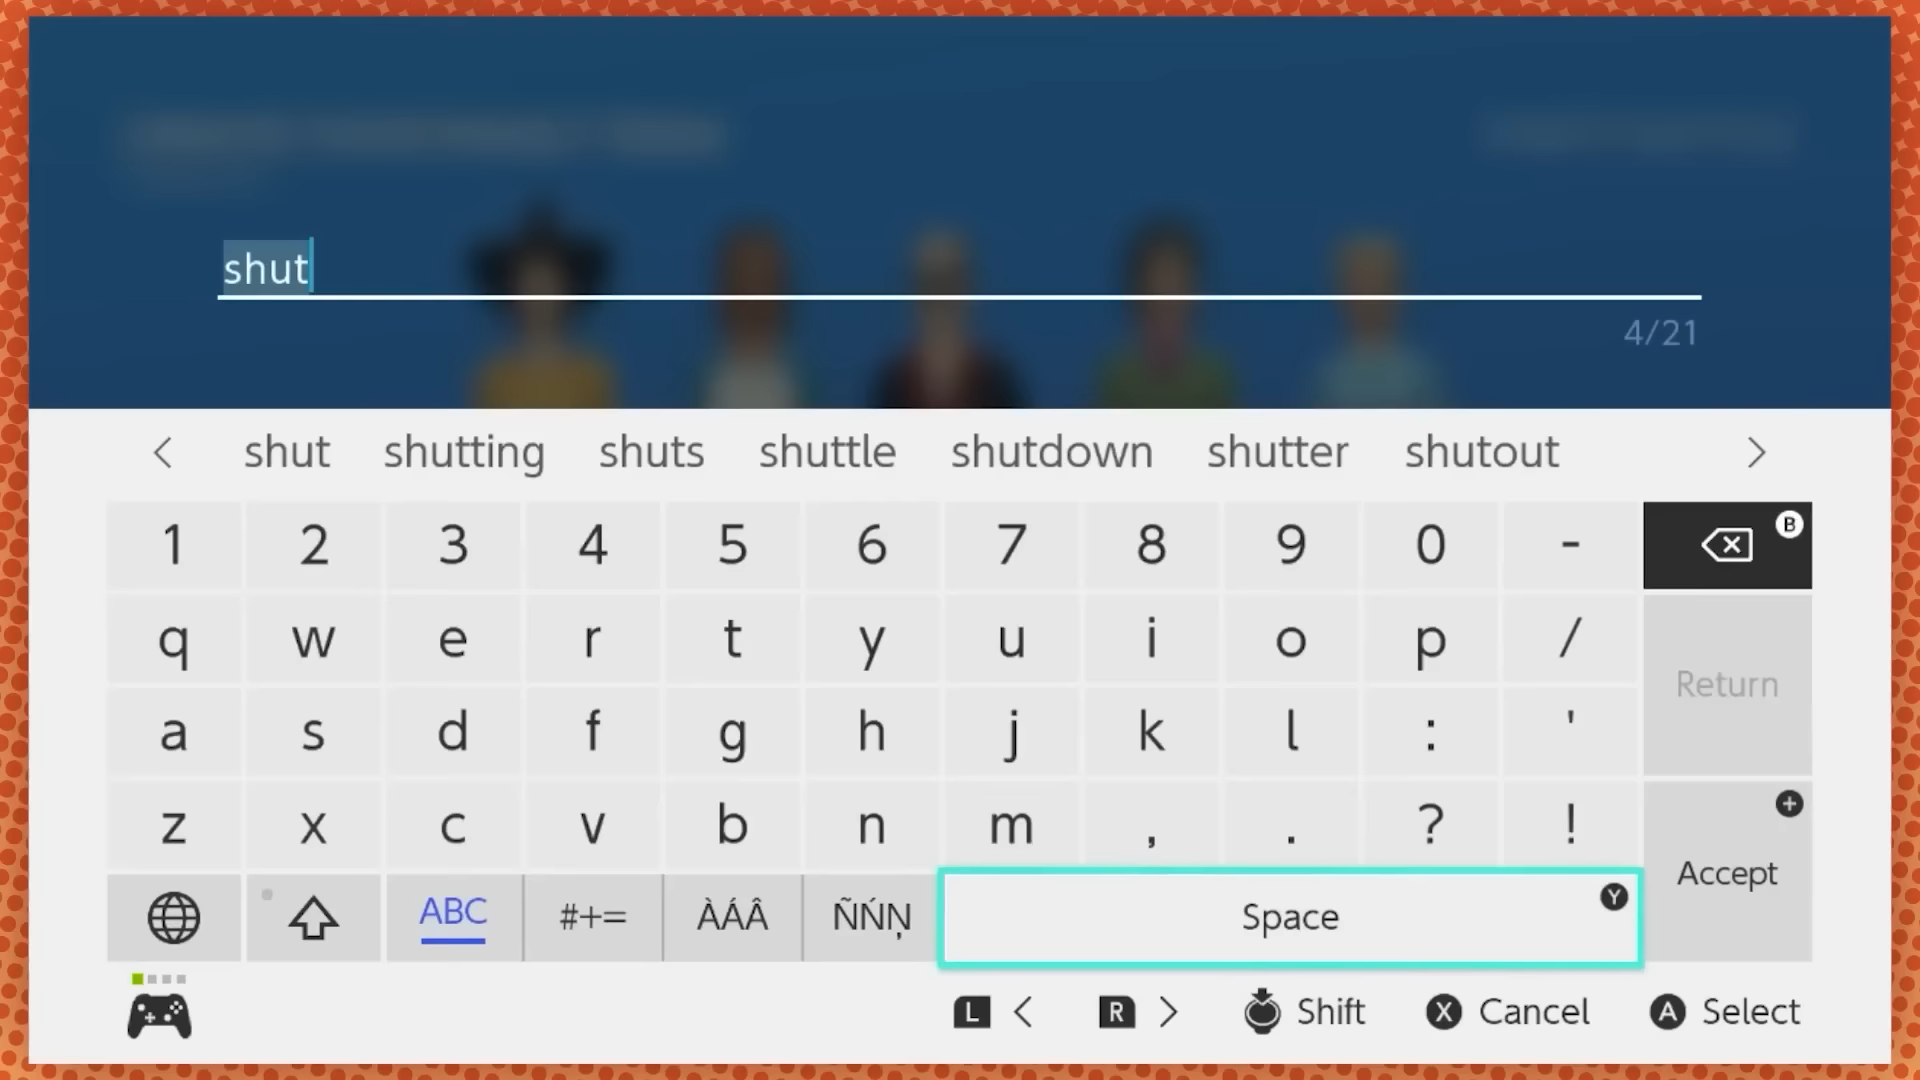 shut
4/21
shut shutting shuts shuttle shutdown shutter shutout
1 2 3 4 5 6 7 8 9 0 - B
q w e r t y u i o p /
Return
a s d f g h j k l : '
z x c v b n m , . ? ! +
Accept
ABC #+= ÀÁÂ ÑŃŅ Space Y
L < R > Shift X Cancel A Select